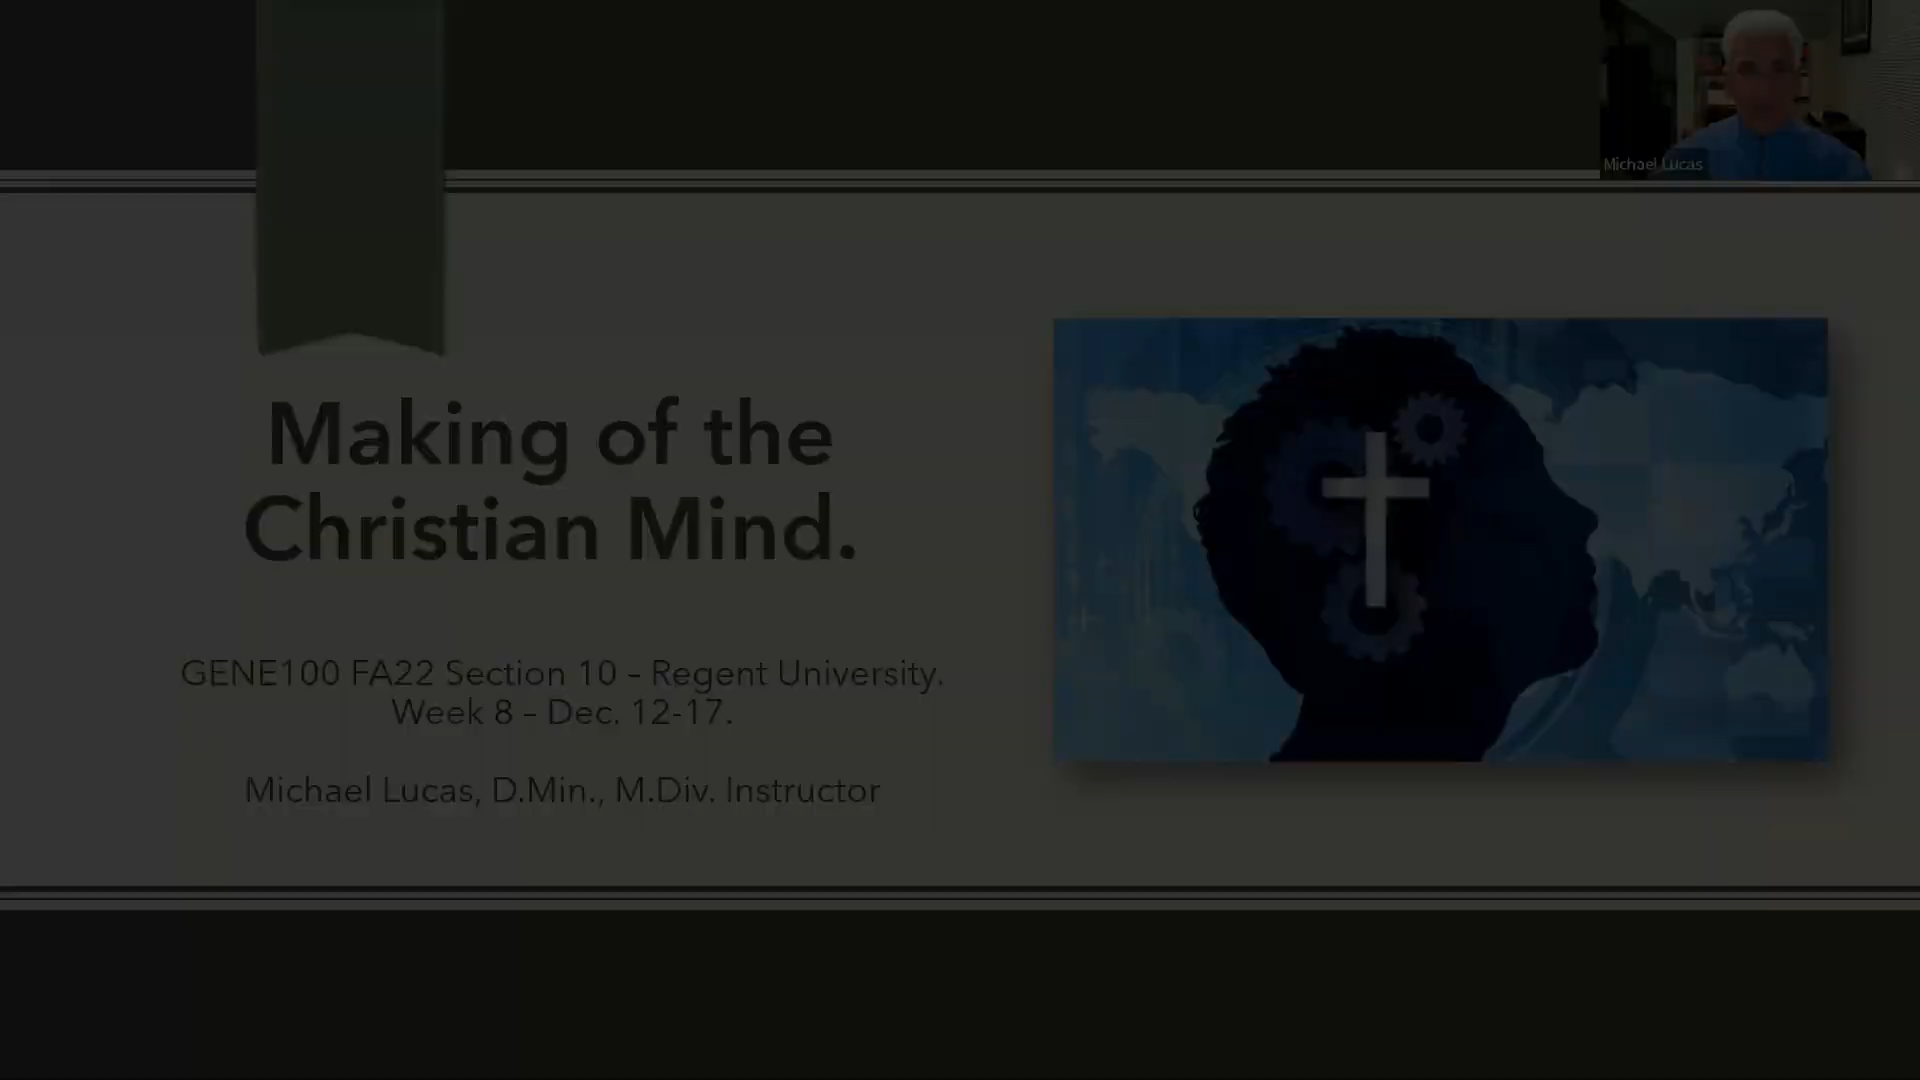 Michael Lucas
Making of the
Christian Mind.
GENE100 FA22 Section 10 – Regent University.
Week 8 – Dec. 12-17.
Michael Lucas, D.Min., M.Div. Instructor